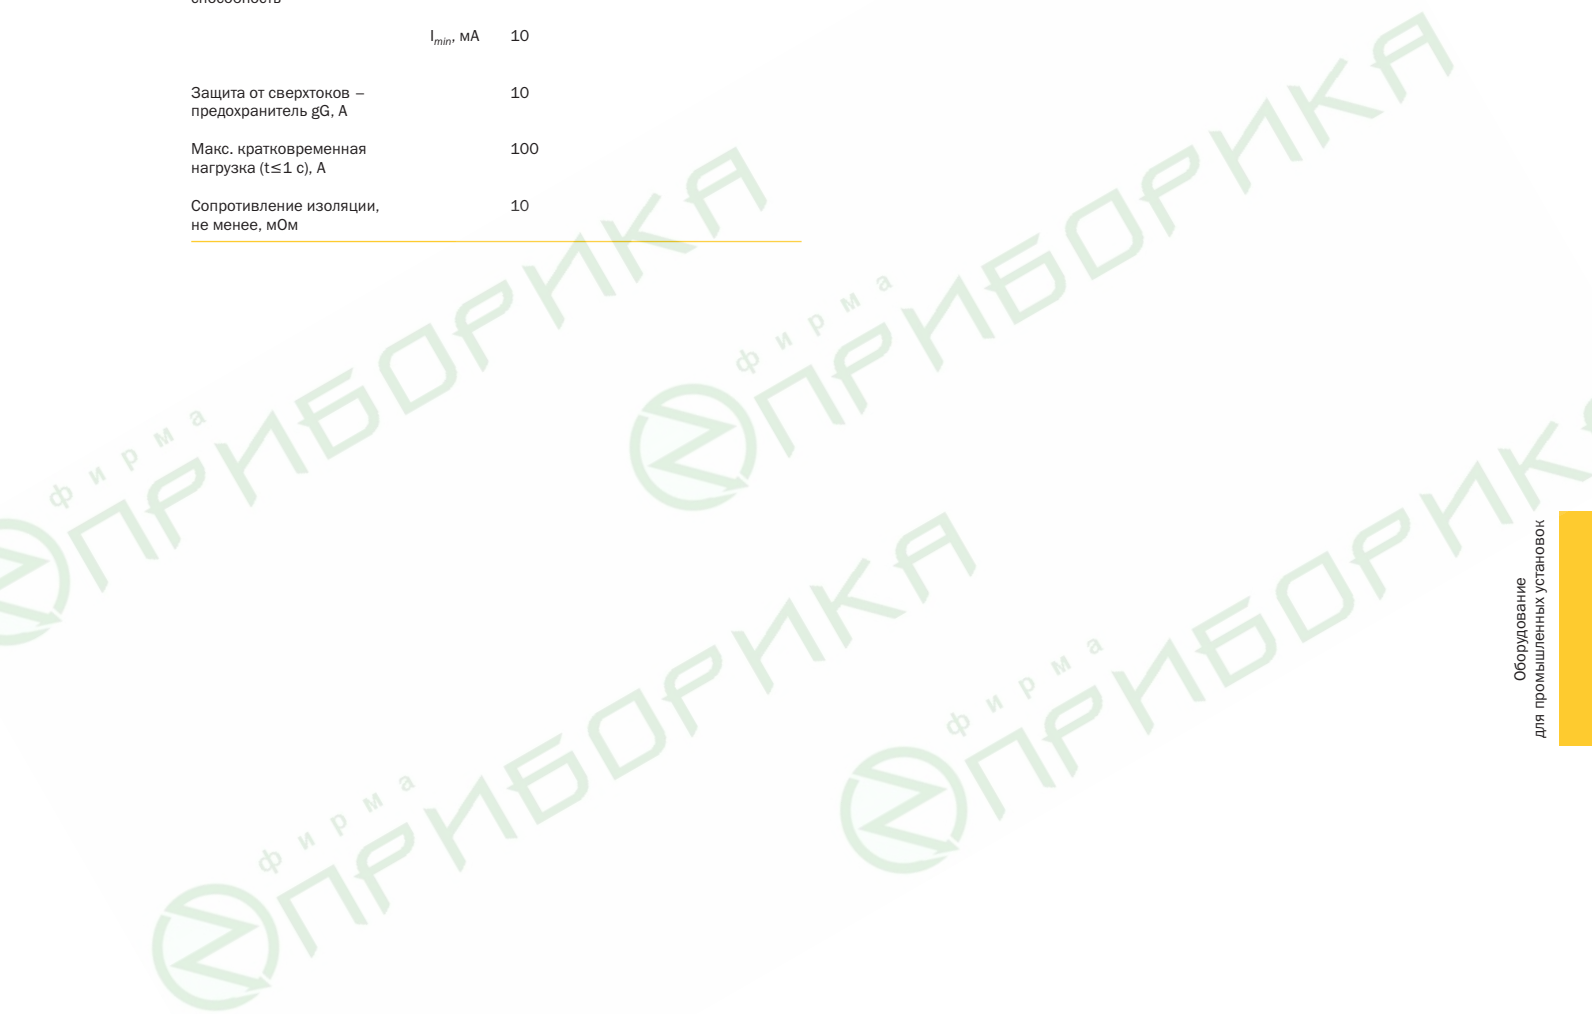 I min, мА 10
Защита от сверхтоков – 10
предохранитель gG, А
Макс. кратковременная 100
нагрузка (t≤1 с), А
Сопротивление изоляции, 10
не менее, мОм
фирма
ПРИБОРИКА
фирма
ПРИБОРИКА
Оборудование
для промышленных установок
фирма
ПРИБОРИКА
фирма
ПРИБОРИКА